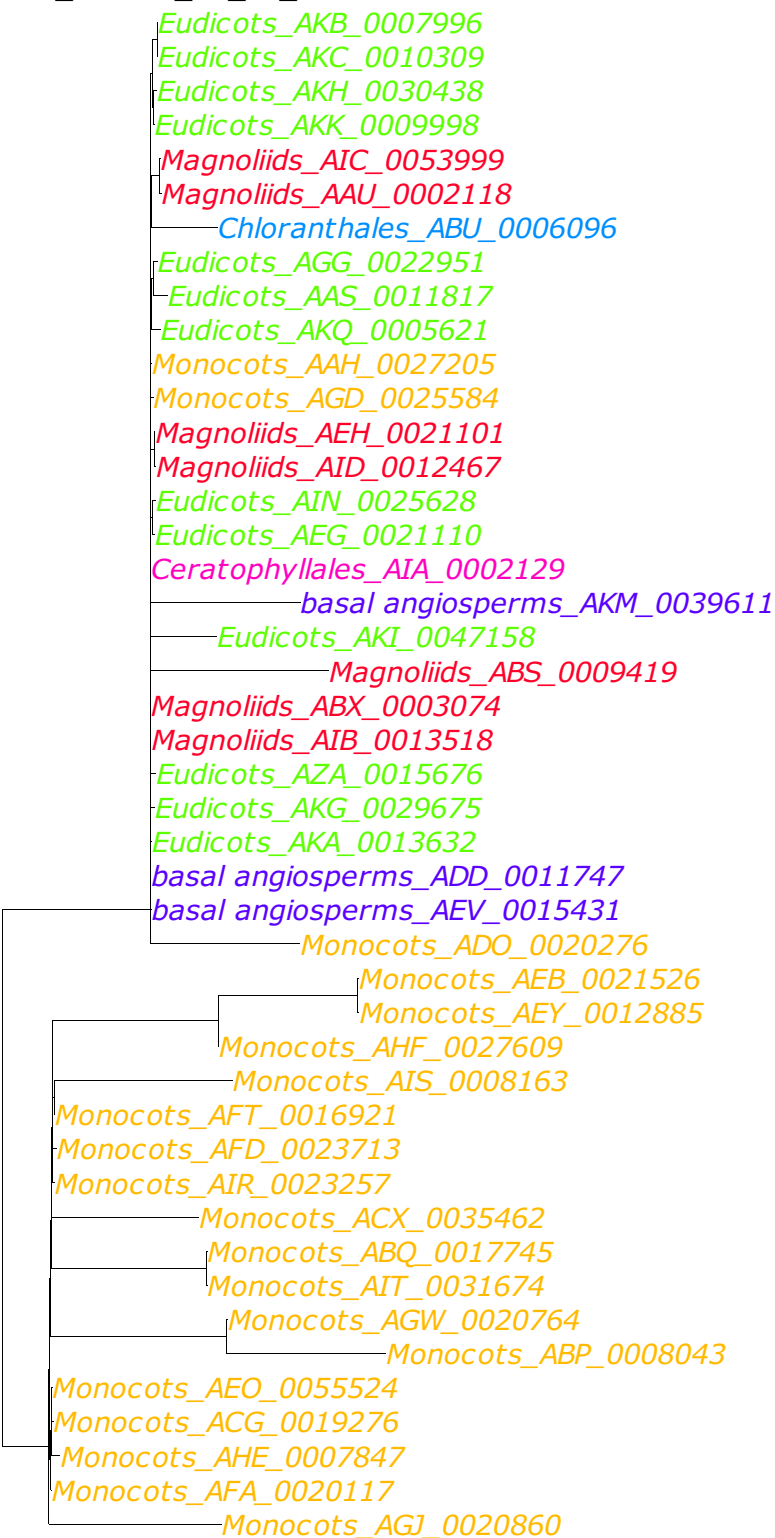 Eudicots_AKB_0007996
Eudicots_AKC_0010309
Eudicots_AKH_0030438
Eudicots_AKK_0009998
Magnoliids_AIC_0053999
Magnoliids_AAU_0002118
Chloranthales_ABU_0006096
Eudicots_AGG_0022951
Eudicots_AAS_0011817
Eudicots_AKQ_0005621
Monocots_AAH_0027205
Monocots_AGD_0025584
Magnoliids_AEH_0021101
Magnoliids_AID_0012467
Eudicots_AIN_0025628
Eudicots_AEG_0021110
Ceratophyllales_AIA_0002129
basal angiosperms_AKM_0039611
Eudicots_AKI_0047158
Magnoliids_ABS_0009419
Magnoliids_ABX_0003074
Magnoliids_AIB_0013518
Eudicots_AZA_0015676
Eudicots_AKG_0029675
Eudicots_AKA_0013632
basal angiosperms_ADD_0011747
basal angiosperms_AEV_0015431
Monocots_ADO_0020276
Monocots_AEB_0021526
Monocots_AEY_0012885
Monocots_AHF_0027609
Monocots_AIS_0008163
Monocots_AFT_0016921
Monocots_AFD_0023713
Monocots_AIR_0023257
Monocots_ACX_0035462
Monocots_ABQ_0017745
Monocots_AIT_0031674
Monocots_AGW_0020764
Monocots_ABP_0008043
Monocots_AEO_0055524
Monocots_ACG_0019276
Monocots_AHE_0007847
Monocots_AFA_0020117
Monocots_AGJ_0020860